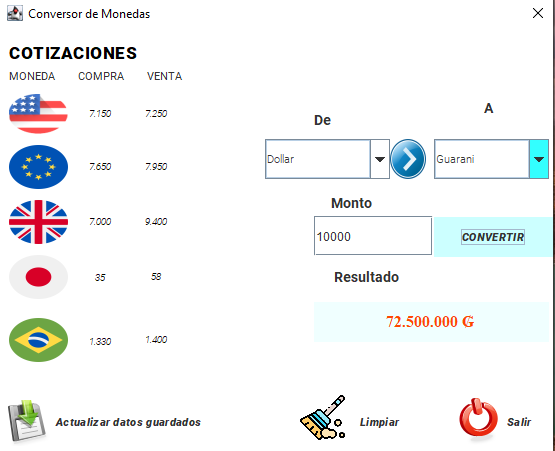 Conversor de Monedas
COTIZACIONES
MONEDA COMPRA VENTA
7.150 7.250
7.650 7.950
7.000 9.400
35 58
1.330 1.400
De A
Dollar Guarani
Monto
10000 CONVERTIR
Resultado
72.500.000 ₲
Actualizar datos guardados Limpiar Salir